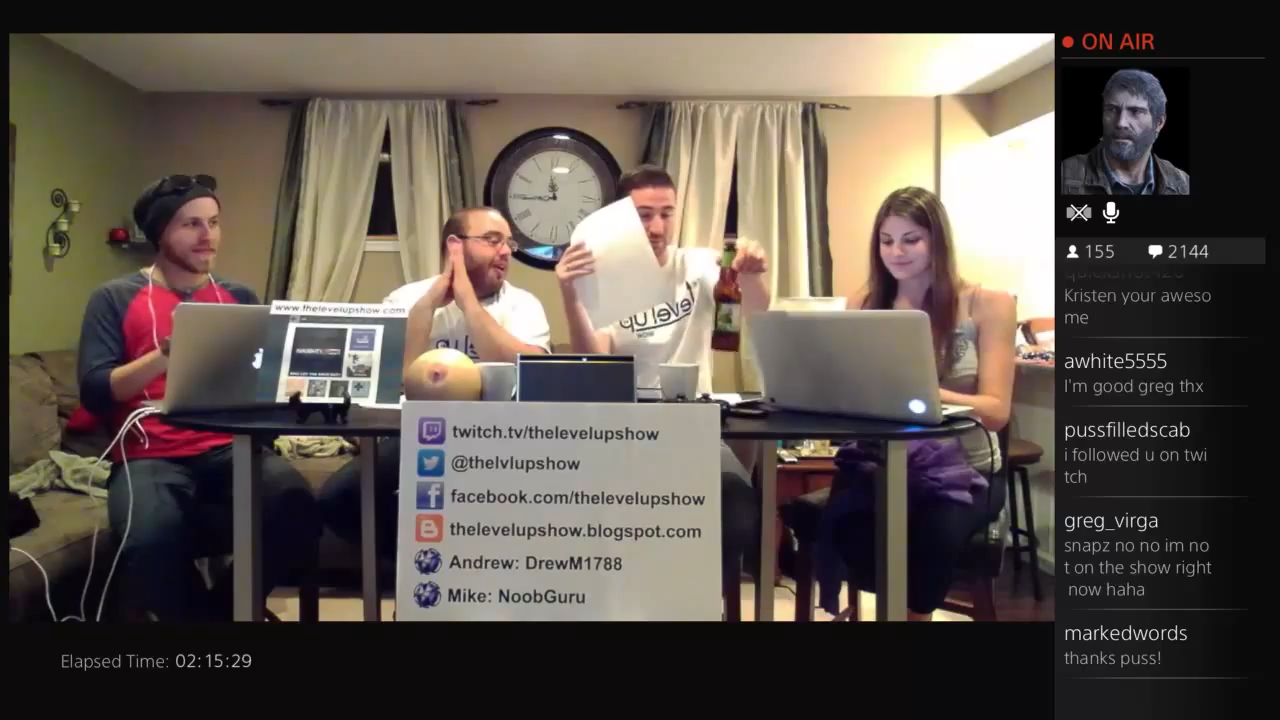 ON AIR
155 2144
Kristen your aweso
me
awhite5555
I'm good greg thx
pussfilledscab
i followed u on twi
tch
greg_virga
snapz no no im no
t on the show right
now haha
markedwords
thanks puss!
www.thelevelupshow.com
level up
twitch.tv/thelevelupshow
@thelvlupshow
facebook.com/thelevelupshow
thelevelupshow.blogspot.com
Andrew: DrewM1788
Mike: NoobGuru
Elapsed Time: 02:15:29